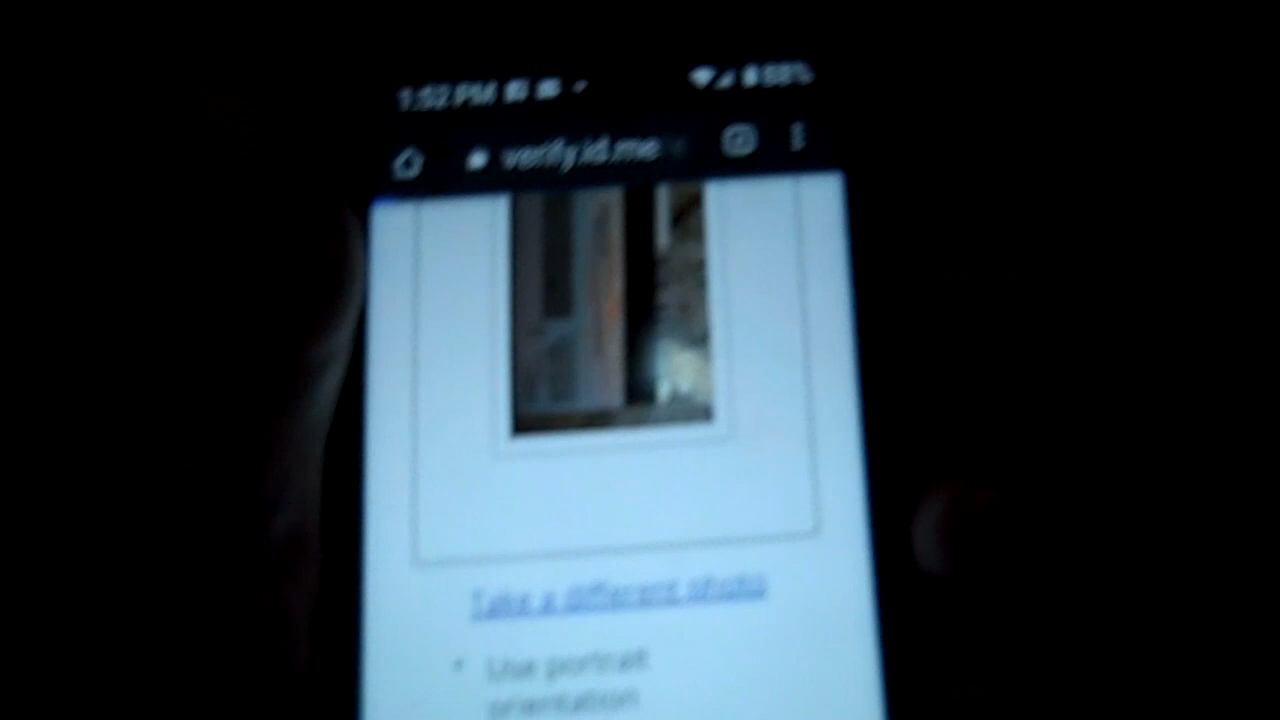 1:52 PM
verify.id.me
Take a different photo
Use portrait
orientation